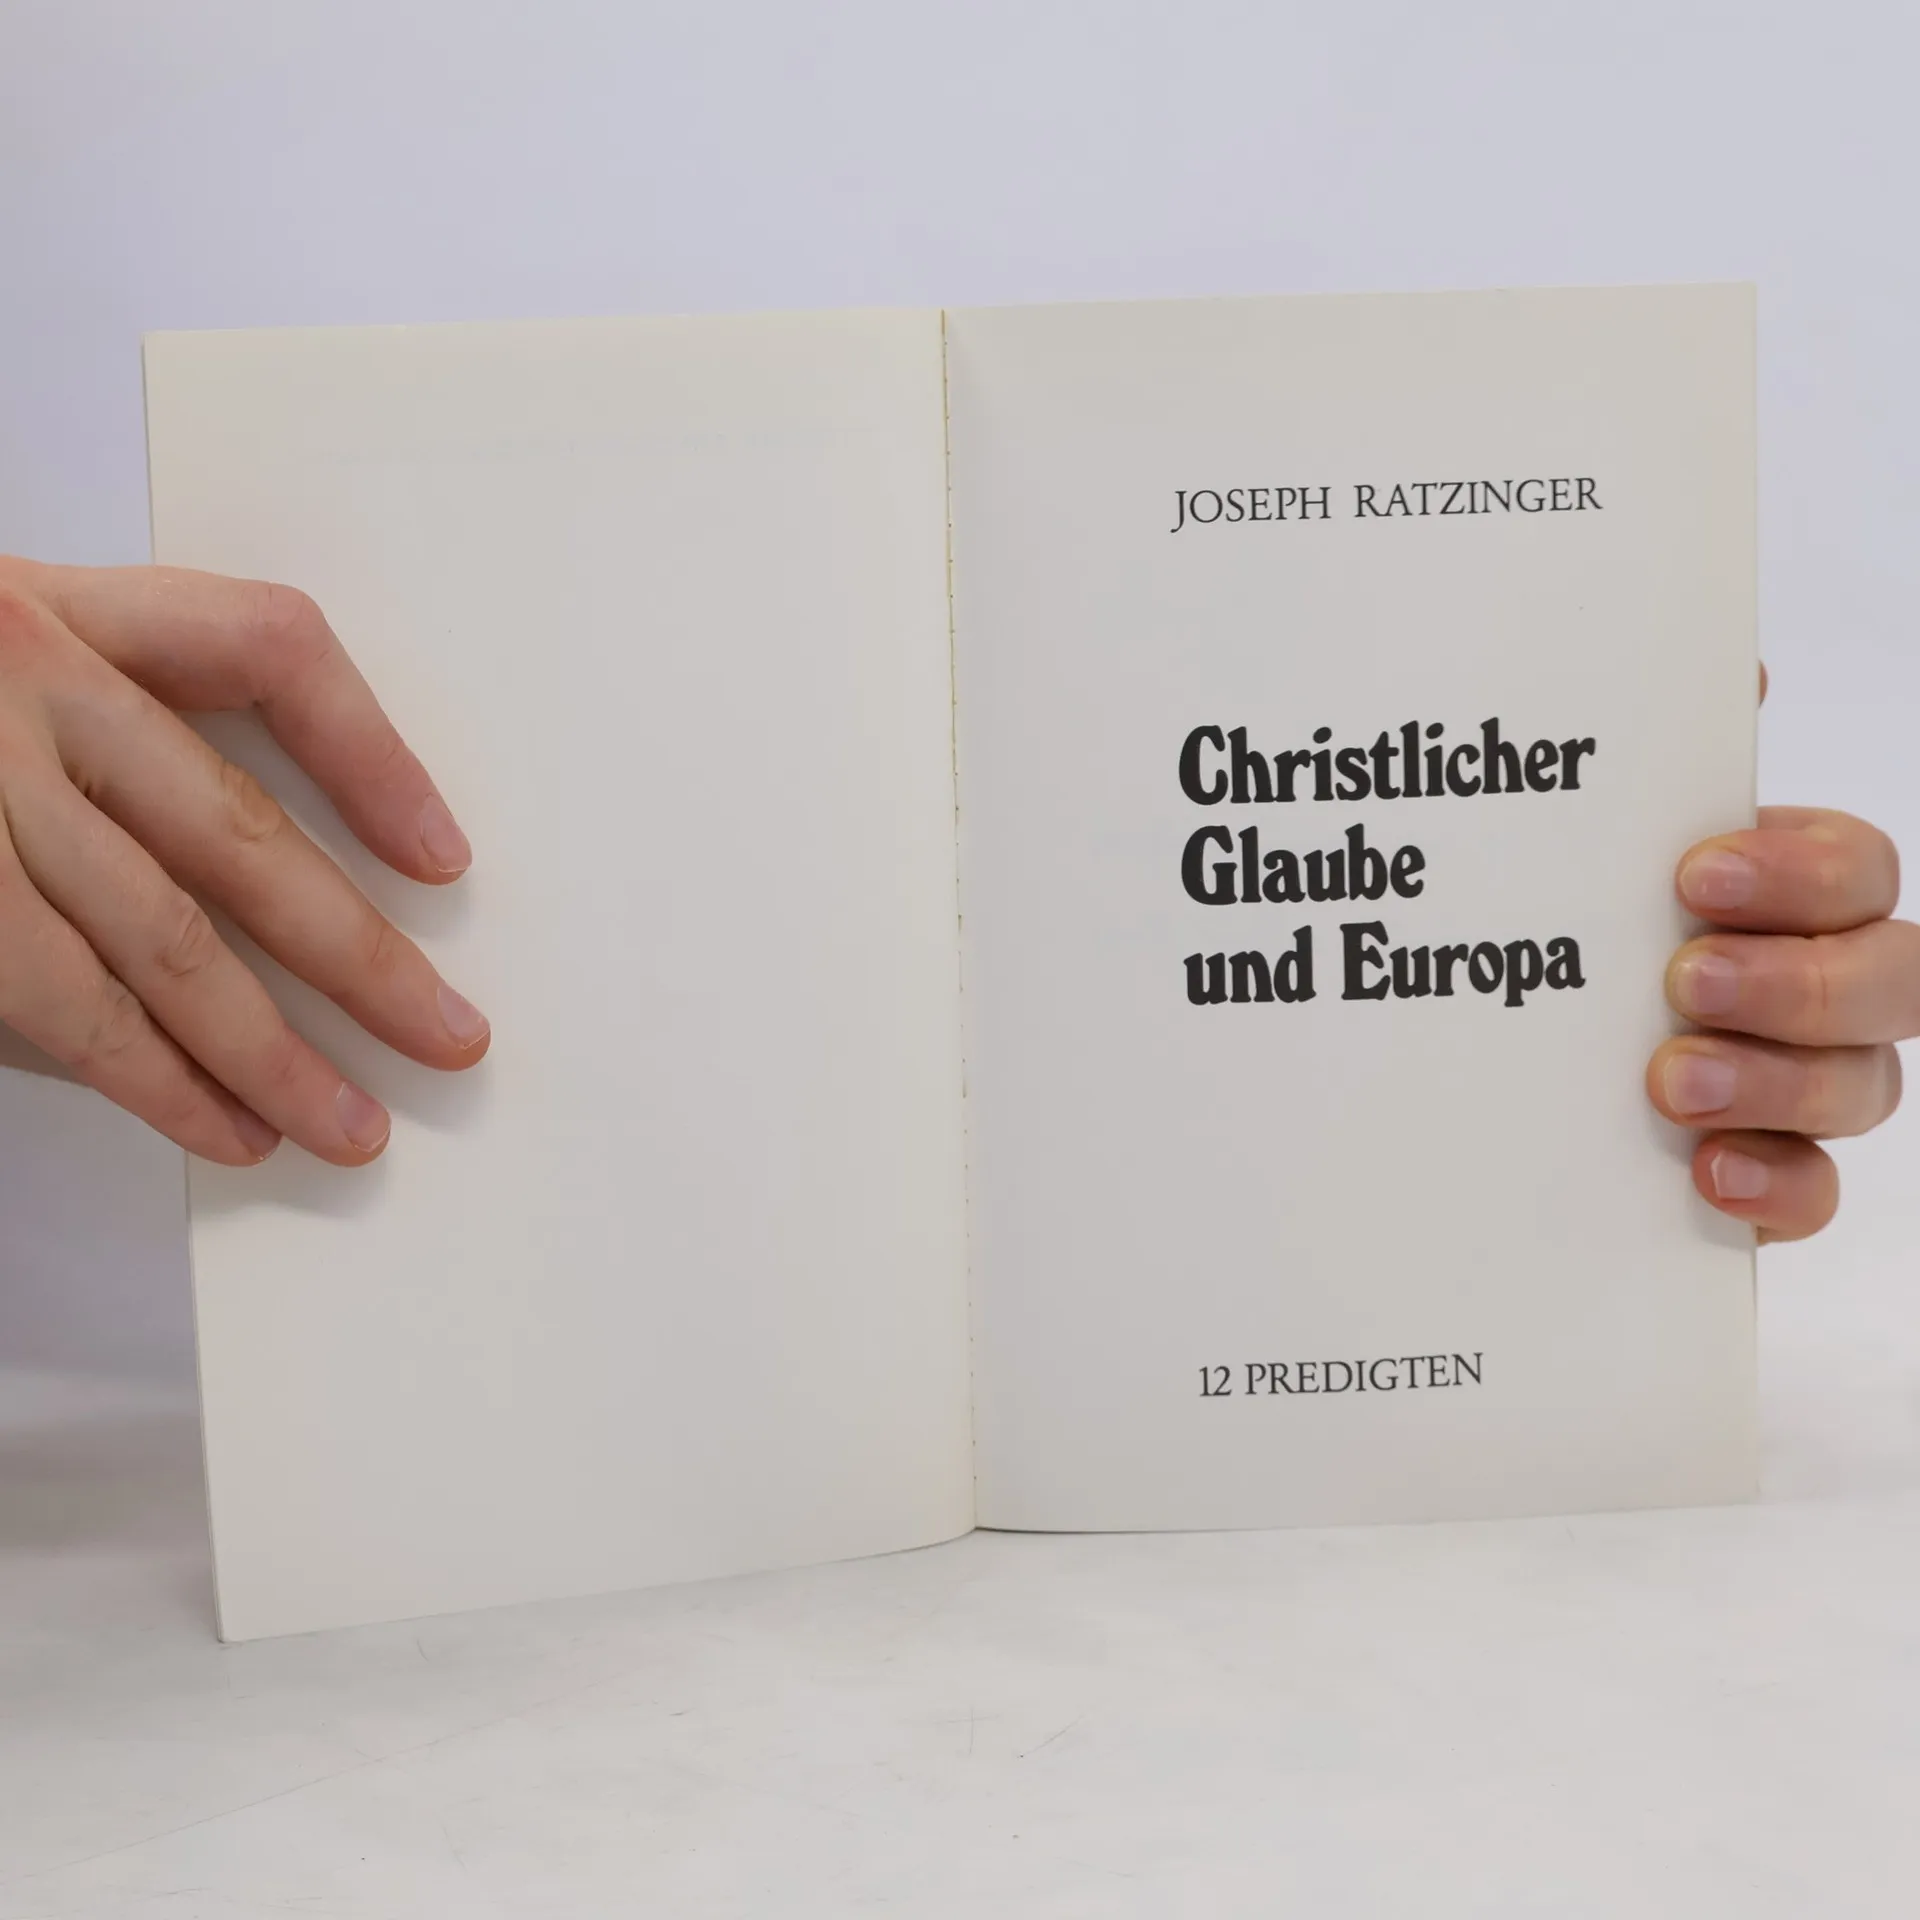 JOSEPH RATZINGER
Christlicher
Glaube
und Europa
12 PREDIGTEN